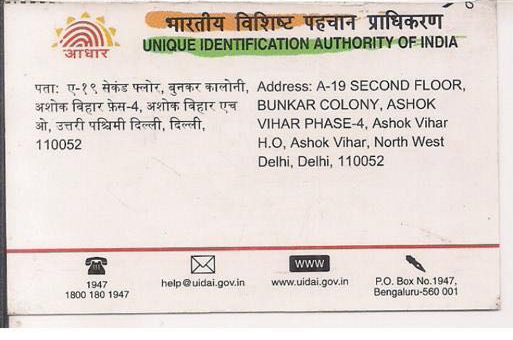 भारतीय विशिष्ट पहचान प्राधिकरण
UNIQUE IDENTIFICATION AUTHORITY OF INDIA
आधार
पता: ए-१९ सेकंड फ्लोर, बुनकर कालोनी,
अशोक विहार फ़ेस-4, अशोक विहार एच
ओ, उत्तरी पश्चिमी दिल्ली, दिल्ली,
110052
Address: A-19 SECOND FLOOR,
BUNKAR COLONY, ASHOK
VIHAR PHASE-4, Ashok Vihar
H.O, Ashok Vihar, North West
Delhi, Delhi, 110052
1947
1800 180 1947
help@uidai.gov.in
WWW
www.uidai.gov.in
P.O. Box No.1947,
Bengaluru-560 001